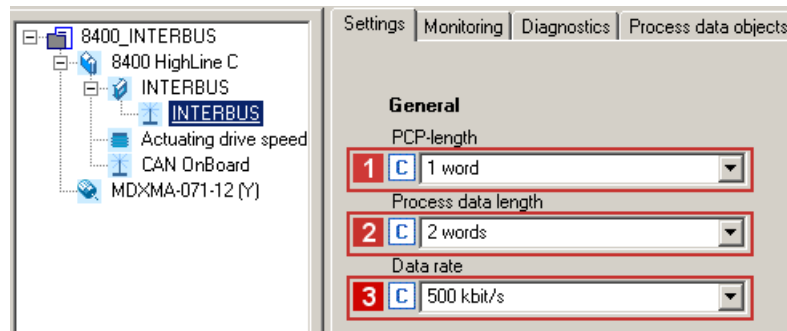 8400_INTERBUS
8400 HighLine C
INTERBUS
INTERBUS
Actuating drive speed
CAN OnBoard
MDXMA-071-12 (Y)
Settings Monitoring Diagnostics Process data objects
General
PCP-length
1 C 1 word
Process data length
2 C 2 words
Data rate
3 C 500 kbit/s